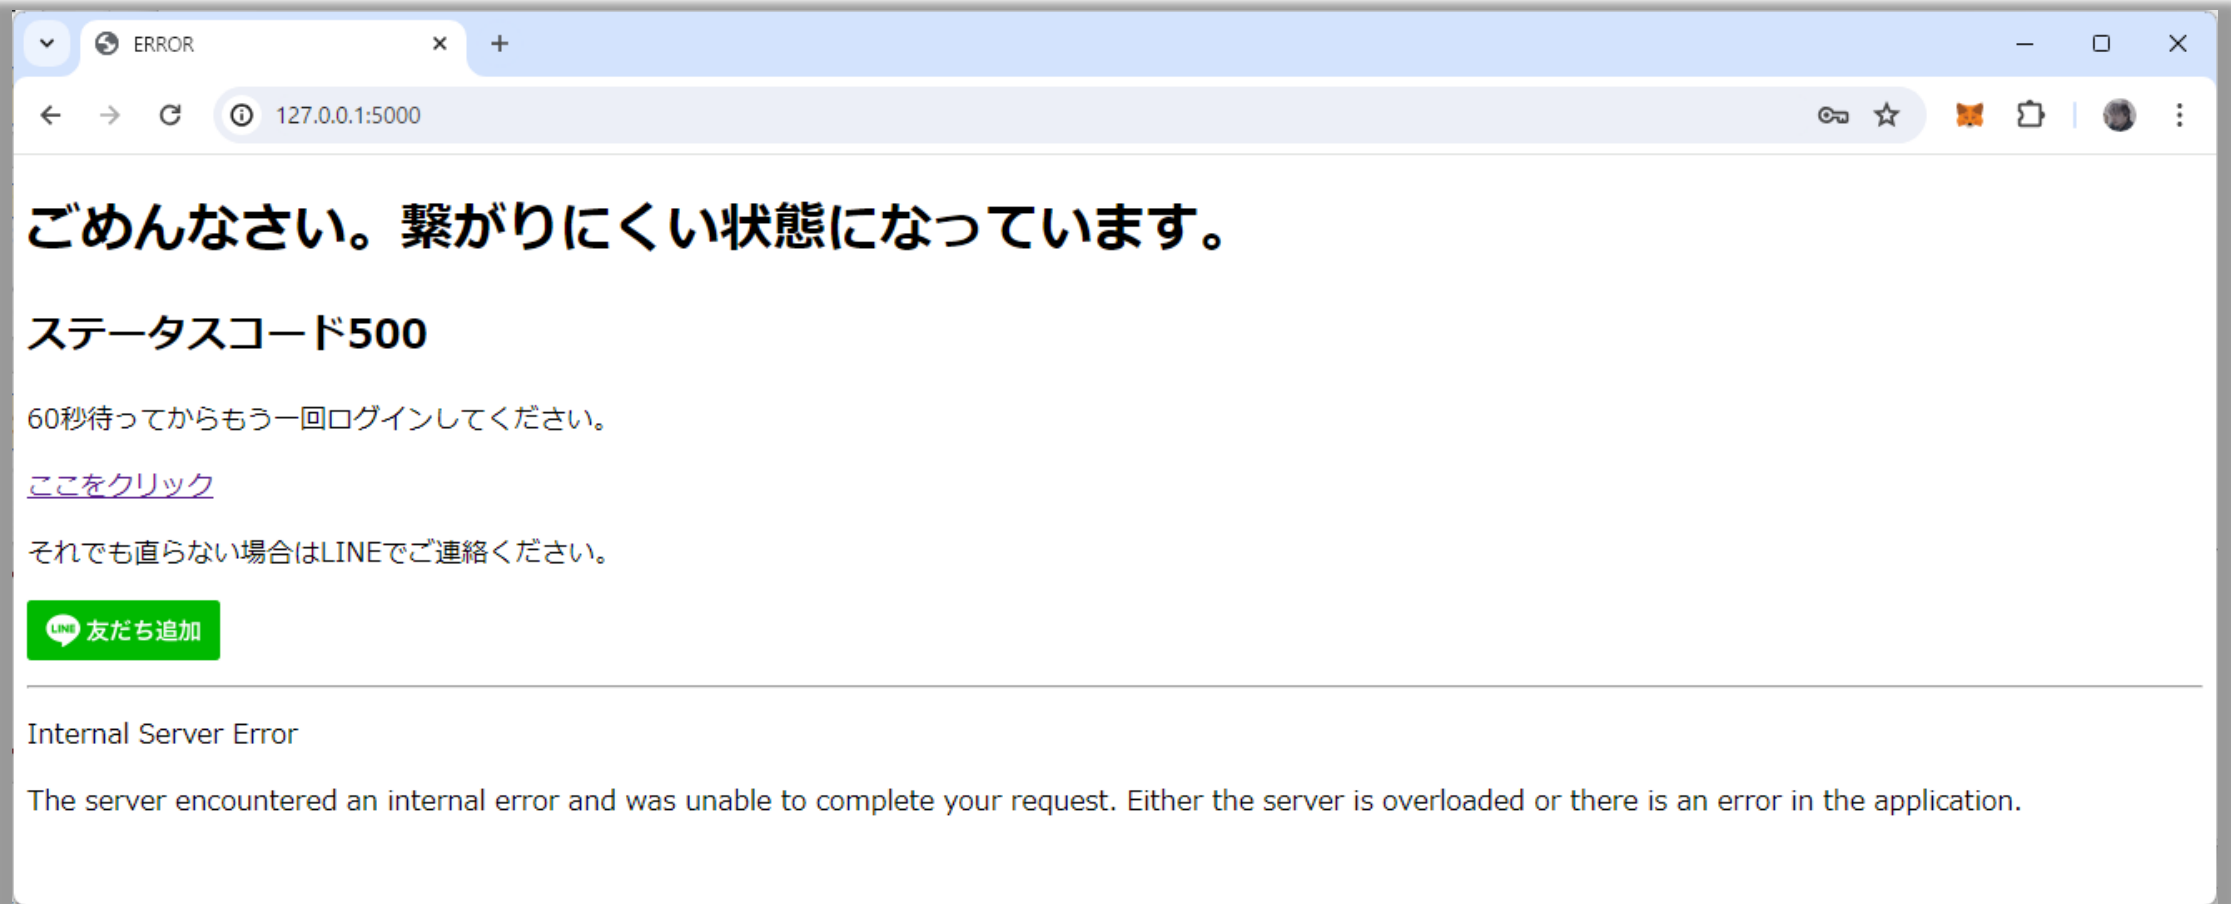 ERROR
127.0.0.1:5000
ごめんなさい。繋がりにくい状態になっています。
ステータスコード500
60秒待ってからもう一回ログインしてください。
ここをクリック
それでも直らない場合はLINEでご連絡ください。
LINE 友だち追加
Internal Server Error
The server encountered an internal error and was unable to complete your request. Either the server is overloaded or there is an error in the application.